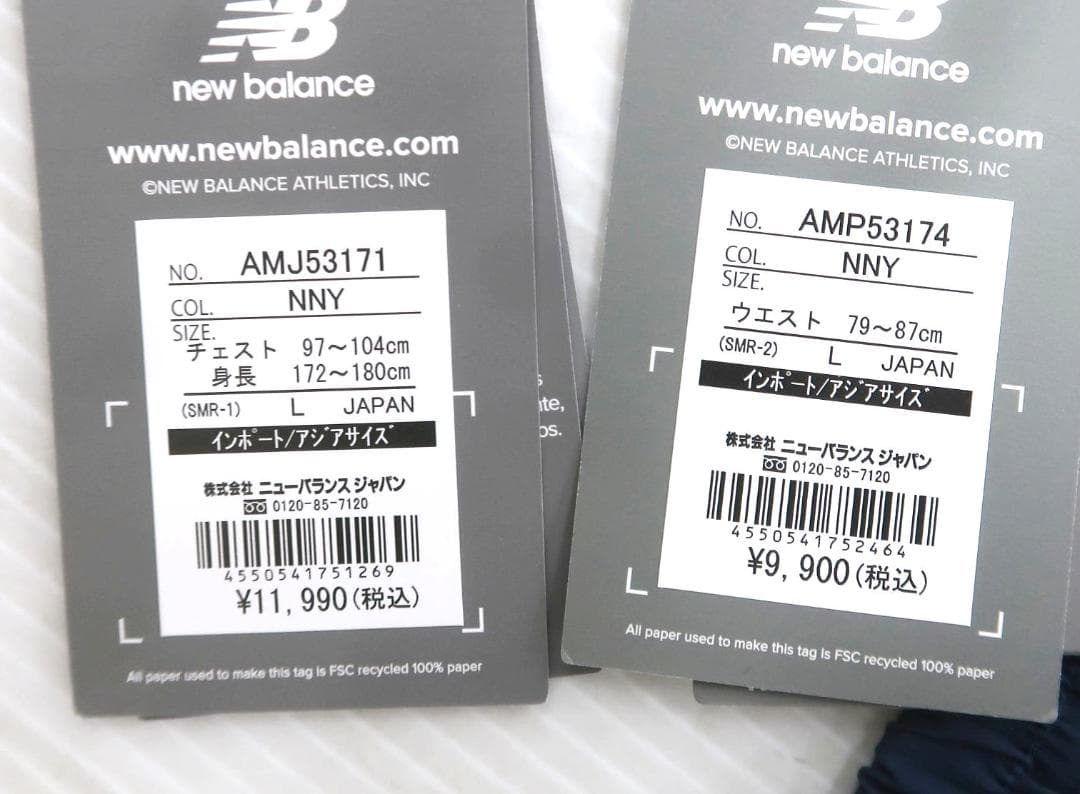 new balance
www.newbalance.com
©NEW BALANCE ATHLETICS, INC
NO. AMJ53171
COL. NNY
SIZE.
チェスト 97～104cm
身長 172～180cm
(SMR-1) L JAPAN
インポート/アジアサイズ
株式会社 ニューバランス ジャパン
0120-85-7120
4550541751269
¥11,990(税込)
All paper used to make this tag is FSC recycled 100% paper
new balance
www.newbalance.com
©NEW BALANCE ATHLETICS, INC
NO. AMP53174
COL. NNY
SIZE.
ウエスト 79～87cm
(SMR-2) L JAPAN
インポート/アジアサイズ
株式会社 ニューバランス ジャパン
0120-85-7120
4550541752464
¥9,900(税込)
All paper used to make this tag is FSC recycled 100% paper